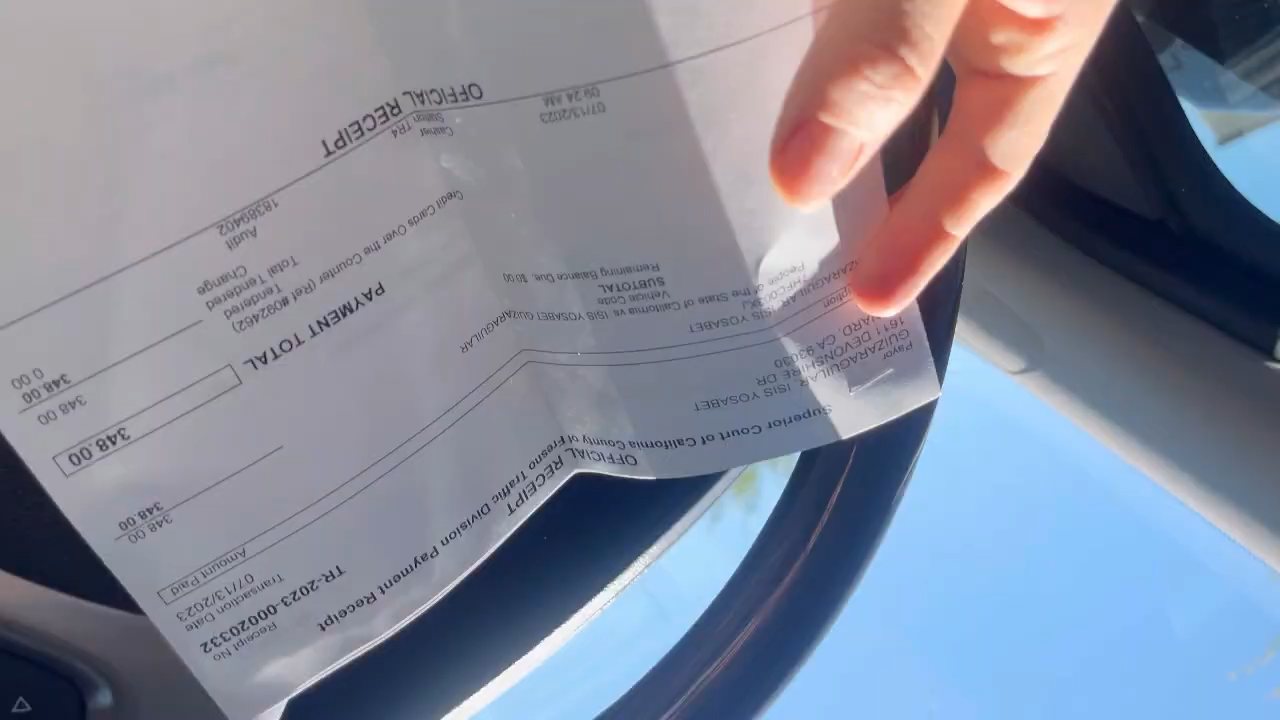 Superior Court of California County of Fresno Traffic Division Payment Receipt
OFFICIAL RECEIPT
Receipt No
TR-2023-00020332
Payor
GUIZARAGUILAR, ISIS YOSABET
1611 DEVONSHIRE DR
NARD, CA 93030
Transaction Date
07/13/2023
Amount Paid
ISIS YOSABET
People of the State of California vs. ISIS YOSABET GUIZARAGUILAR
Vehicle Code 348.00
SUBTOTAL 348.00
Remaining Balance Due: $0.00
PAYMENT TOTAL 348.00
Credit Cards Over the Counter (Ref #092462) Tendered 348.00
Total Tendered 348.00
Change 0.00
07/13/2023
09:24 AM
Cashier
Station TR4
Audit
18389402
OFFICIAL RECEIPT